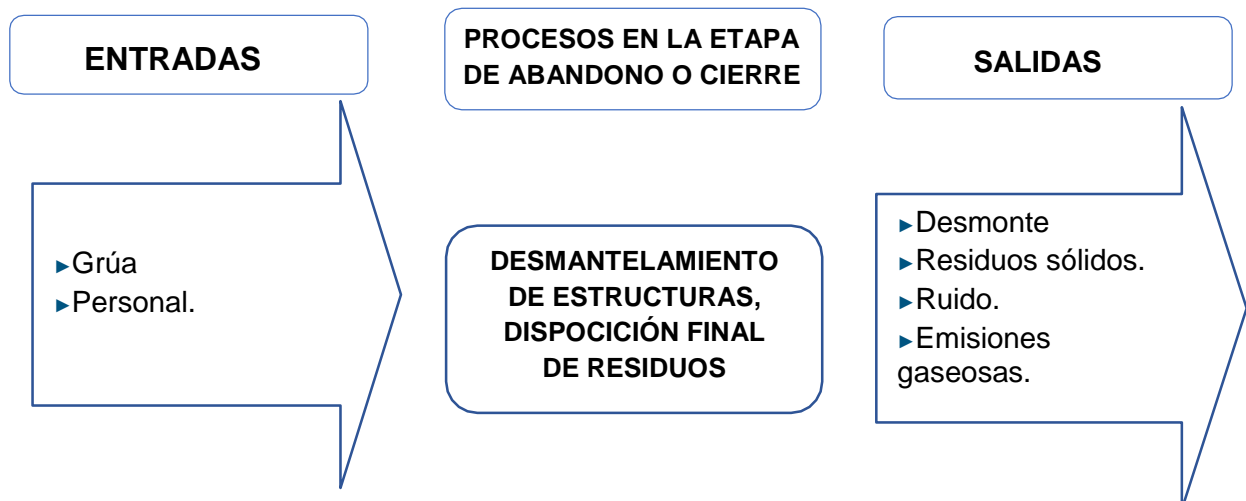 ENTRADAS
PROCESOS EN LA ETAPA
DE ABANDONO O CIERRE
SALIDAS
►Grúa
►Personal.
DESMANTELAMIENTO
DE ESTRUCTURAS,
DISPOCICIÓN FINAL
DE RESIDUOS
►Desmonte
►Residuos sólidos.
►Ruido.
►Emisiones
gaseosas.